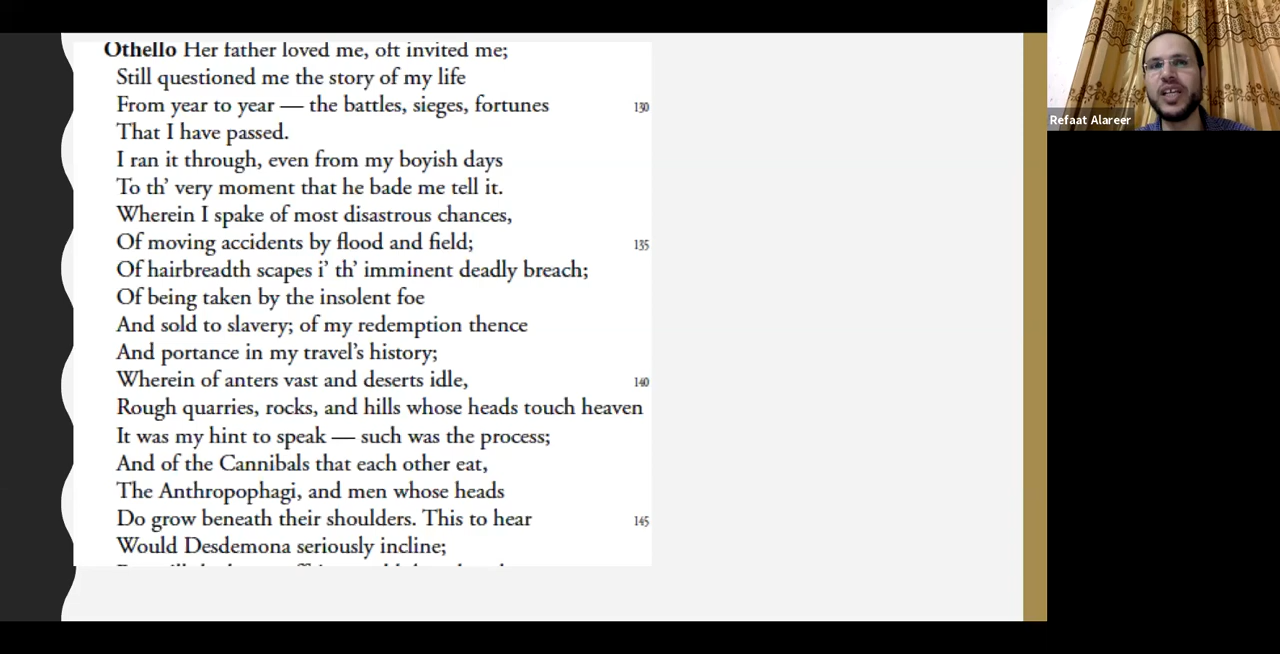 Othello Her father loved me, oft invited me;
Still questioned me the story of my life
From year to year — the battles, sieges, fortunes 130
That I have passed.
I ran it through, even from my boyish days
To th’ very moment that he bade me tell it.
Wherein I spake of most disastrous chances,
Of moving accidents by flood and field; 135
Of hairbreadth scapes i’ th’ imminent deadly breach;
Of being taken by the insolent foe
And sold to slavery; of my redemption thence
And portance in my travel’s history;
Wherein of anters vast and deserts idle, 140
Rough quarries, rocks, and hills whose heads touch heaven
It was my hint to speak — such was the process;
And of the Cannibals that each other eat,
The Anthropophagi, and men whose heads
Do grow beneath their shoulders. This to hear 145
Would Desdemona seriously incline;
Refaat Alareer